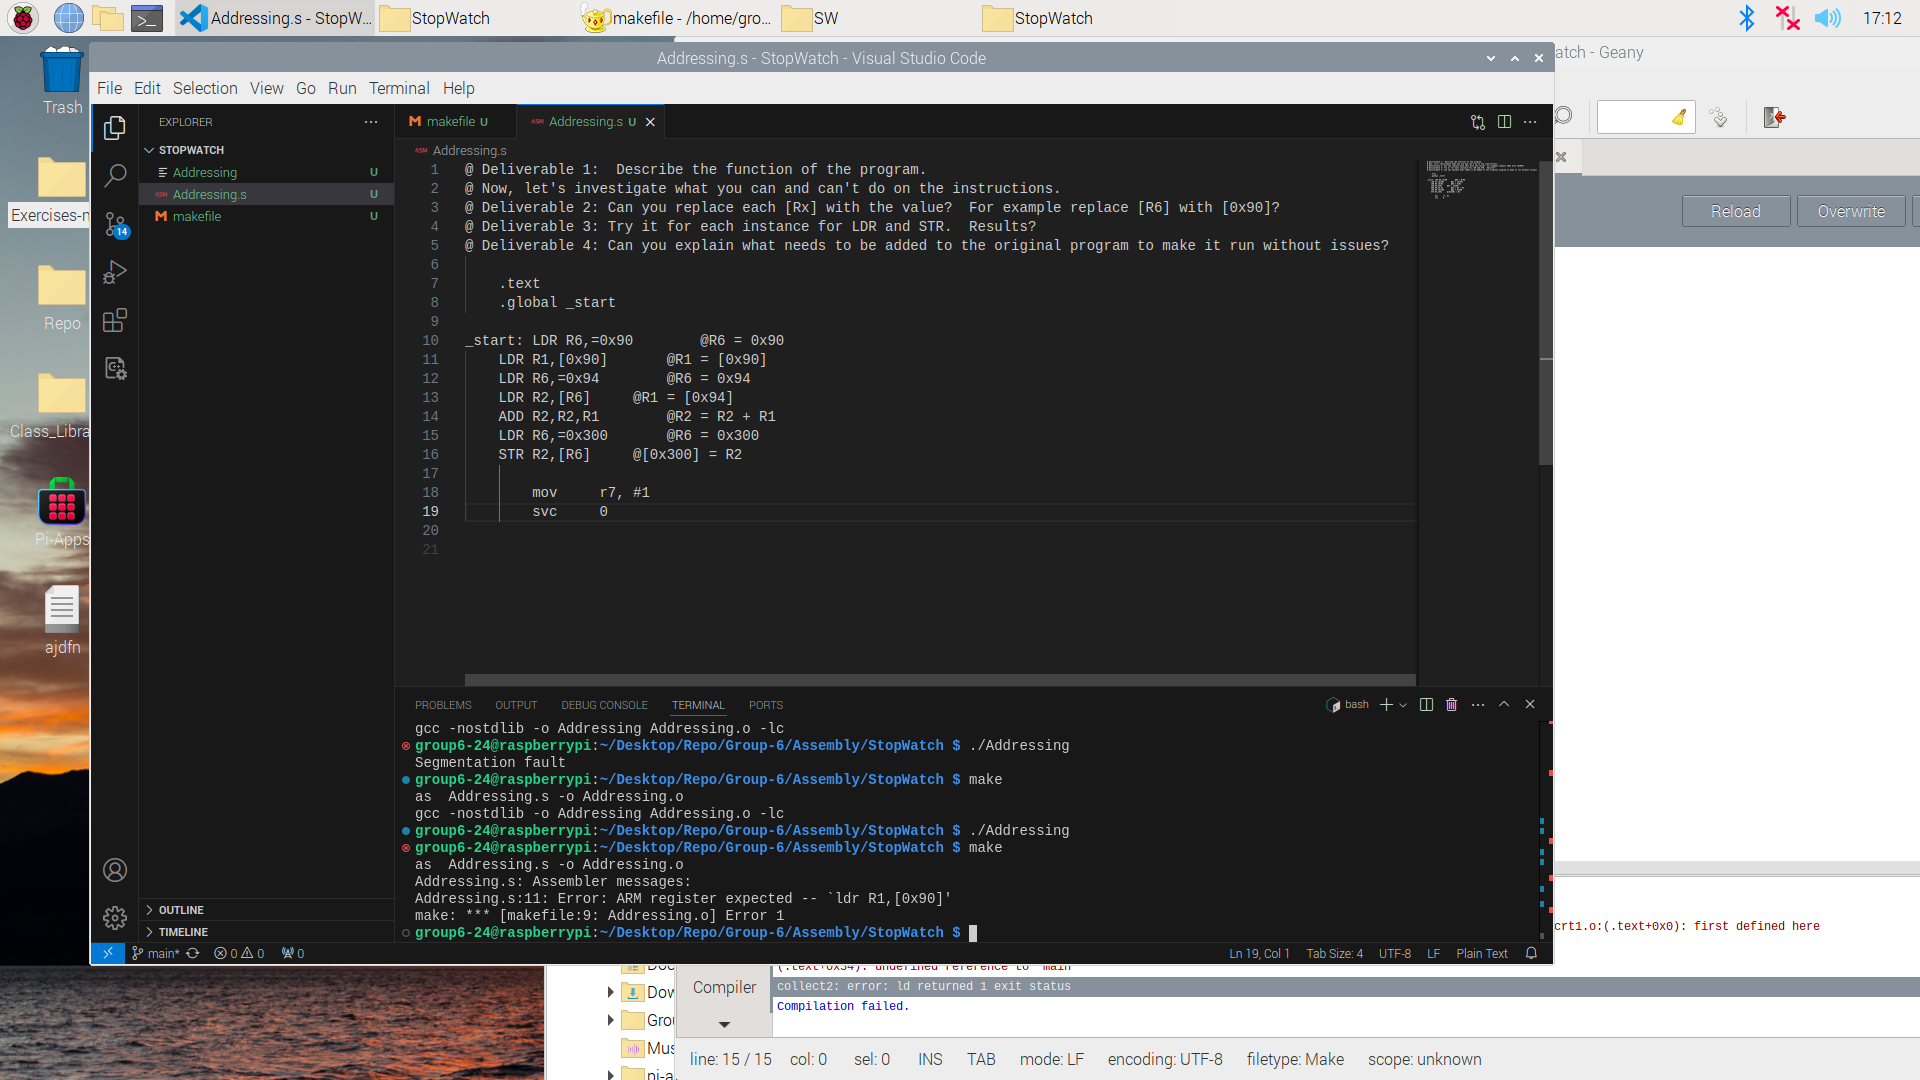 Addressing.s - StopW...
StopWatch
makefile - /home/gro...
SW
StopWatch
17:12
Trash
Exercises-n
Repo
Class_Libra
Pi-Apps
ajdfn
Addressing.s - StopWatch - Visual Studio Code
atch - Geany
File Edit Selection View Go Run Terminal Help
EXPLORER
STOPWATCH
Addressing U
Addressing.s U
makefile U
14
OUTLINE
TIMELINE
makefile U
Addressing.s U
Addressing.s
1 @ Deliverable 1:  Describe the function of the program.
2 @ Now, let's investigate what you can and can't do on the instructions.
3 @ Deliverable 2: Can you replace each [Rx] with the value?  For example replace [R6] with [0x90]?
4 @ Deliverable 3: Try it for each instance for LDR and STR.  Results?
5 @ Deliverable 4: Can you explain what needs to be added to the original program to make it run without issues?
6
7 .text
8 .global _start
9
10 _start: LDR R6,=0x90 @R6 = 0x90
11 LDR R1,[0x90] @R1 = [0x90]
12 LDR R6,=0x94 @R6 = 0x94
13 LDR R2,[R6] @R1 = [0x94]
14 ADD R2,R2,R1 @R2 = R2 + R1
15 LDR R6,=0x300 @R6 = 0x300
16 STR R2,[R6] @[0x300] = R2
17
18 mov r7, #1
19 svc 0
20
21
PROBLEMS OUTPUT DEBUG CONSOLE TERMINAL PORTS
bash
gcc -nostdlib -o Addressing Addressing.o -lc
group6-24@raspberrypi:~/Desktop/Repo/Group-6/Assembly/StopWatch $ ./Addressing
Segmentation fault
group6-24@raspberrypi:~/Desktop/Repo/Group-6/Assembly/StopWatch $ make
as  Addressing.s -o Addressing.o
gcc -nostdlib -o Addressing Addressing.o -lc
group6-24@raspberrypi:~/Desktop/Repo/Group-6/Assembly/StopWatch $ ./Addressing
group6-24@raspberrypi:~/Desktop/Repo/Group-6/Assembly/StopWatch $ make
as  Addressing.s -o Addressing.o
Addressing.s: Assembler messages:
Addressing.s:11: Error: ARM register expected -- `ldr R1,[0x90]'
make: *** [makefile:9: Addressing.o] Error 1
group6-24@raspberrypi:~/Desktop/Repo/Group-6/Assembly/StopWatch $
main* 0 0 0
Ln 19, Col 1 Tab Size: 4 UTF-8 LF Plain Text
Reload Overwrite
crt1.o:(.text+0x0): first defined here
(.text+0x34): undefined reference to `main'
collect2: error: ld returned 1 exit status
Compilation failed.
Compiler
Dow
Grou
Mus
pi-a
line: 15 / 15 col: 0 sel: 0 INS TAB mode: LF encoding: UTF-8 filetype: Make scope: unknown